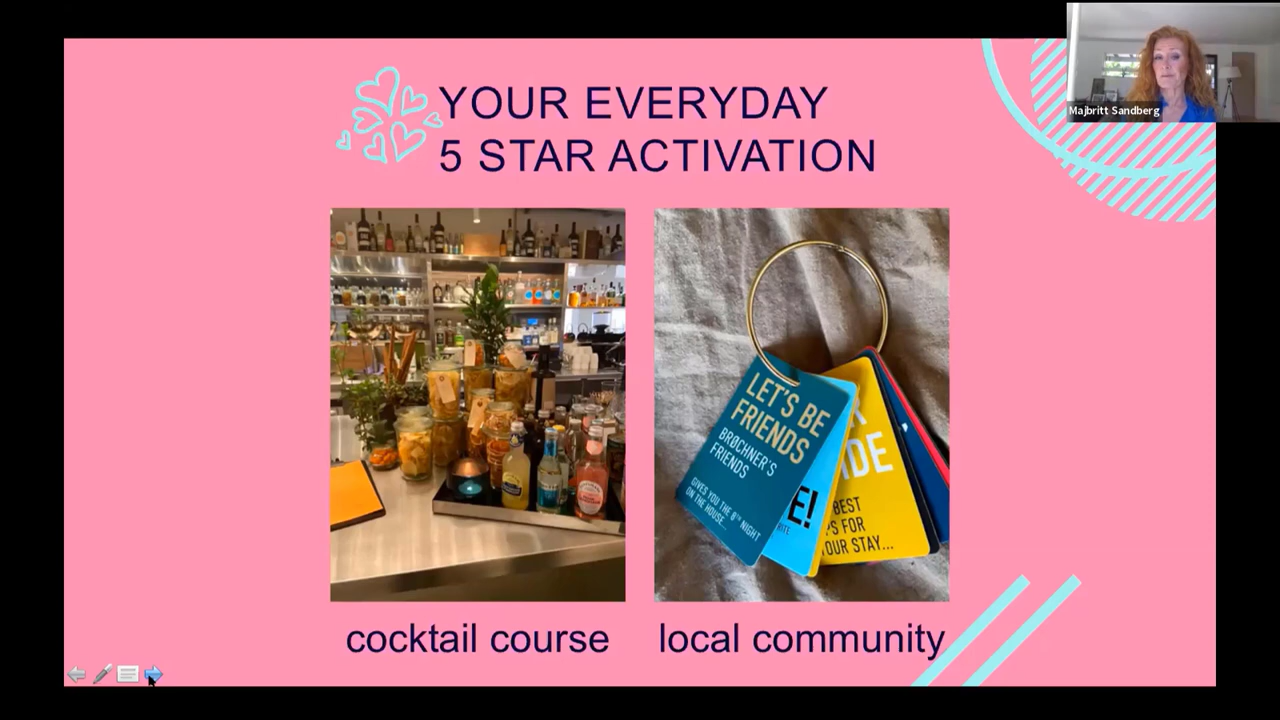 Majbritt Sandberg
YOUR EVERYDAY
5 STAR ACTIVATION
LET'S BE
FRIENDS
BRØCHNER'S
FRIENDS
GIVES YOU THE 8TH NIGHT
ON THE HOUSE...
E!
IDE
BEST
FOR
OUR STAY...
cocktail course
local community